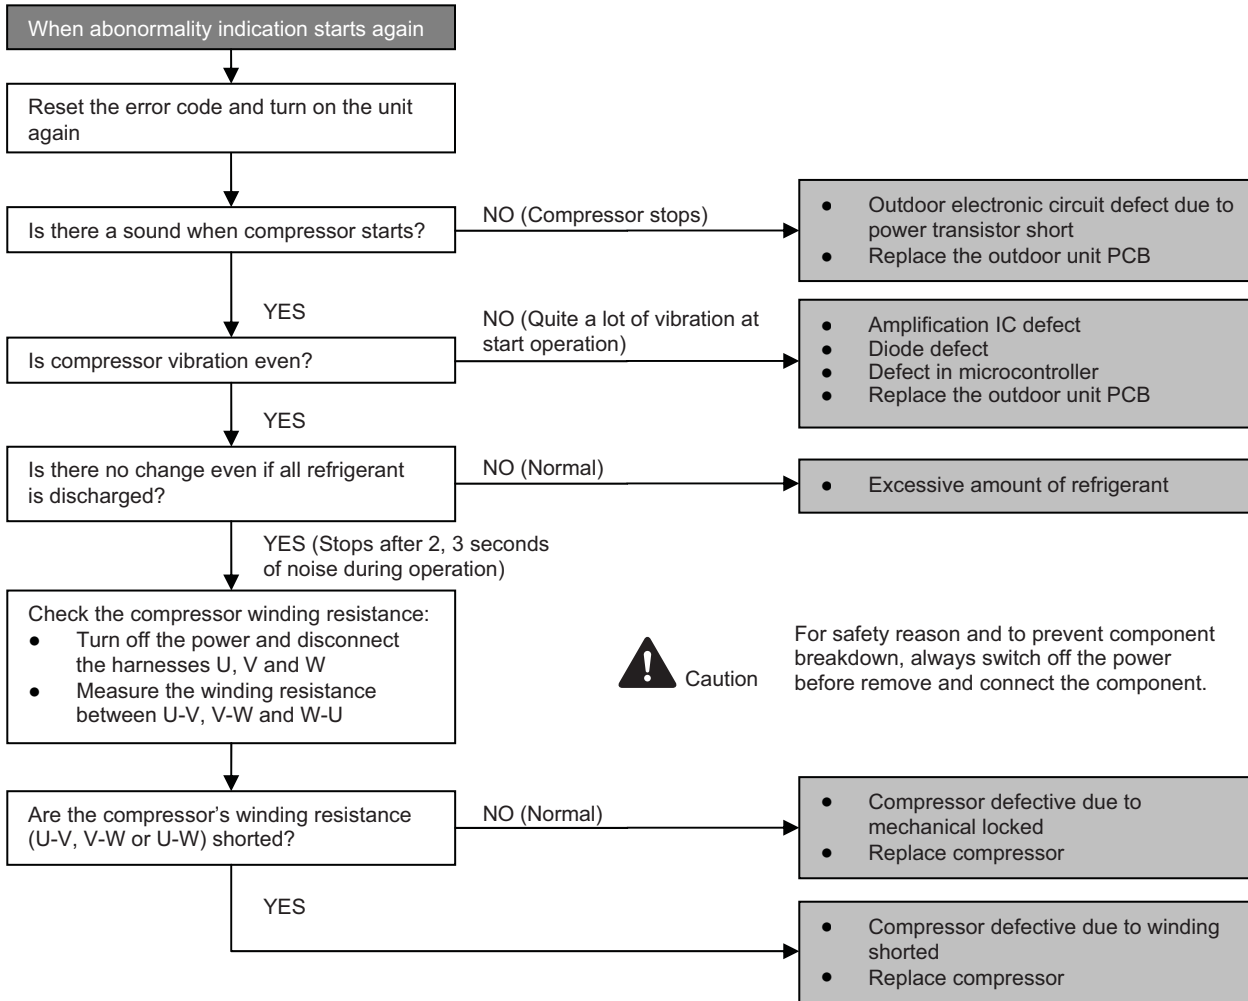 When abonormality indication starts again
Reset the error code and turn on the unit
again
Is there a sound when compressor starts?
NO (Compressor stops)
● Outdoor electronic circuit defect due to
power transistor short
● Replace the outdoor unit PCB
YES
NO (Quite a lot of vibration at
start operation)
Is compressor vibration even?
● Amplification IC defect
● Diode defect
● Defect in microcontroller
● Replace the outdoor unit PCB
YES
Is there no change even if all refrigerant
is discharged?
NO (Normal)
● Excessive amount of refrigerant
YES (Stops after 2, 3 seconds
of noise during operation)
Check the compressor winding resistance:
● Turn off the power and disconnect
the harnesses U, V and W
● Measure the winding resistance
between U-V, V-W and W-U
! Caution
For safety reason and to prevent component
breakdown, always switch off the power
before remove and connect the component.
Are the compressor's winding resistance
(U-V, V-W or U-W) shorted?
NO (Normal)
● Compressor defective due to
mechanical locked
● Replace compressor
YES
● Compressor defective due to winding
shorted
● Replace compressor